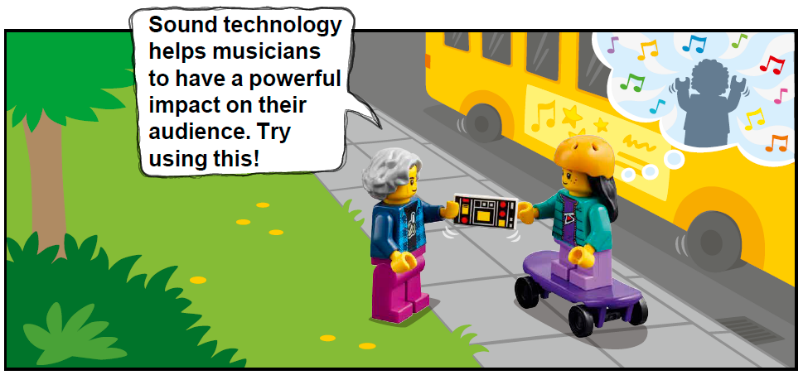 Sound technology
helps musicians
to have a powerful
impact on their
audience. Try
using this!